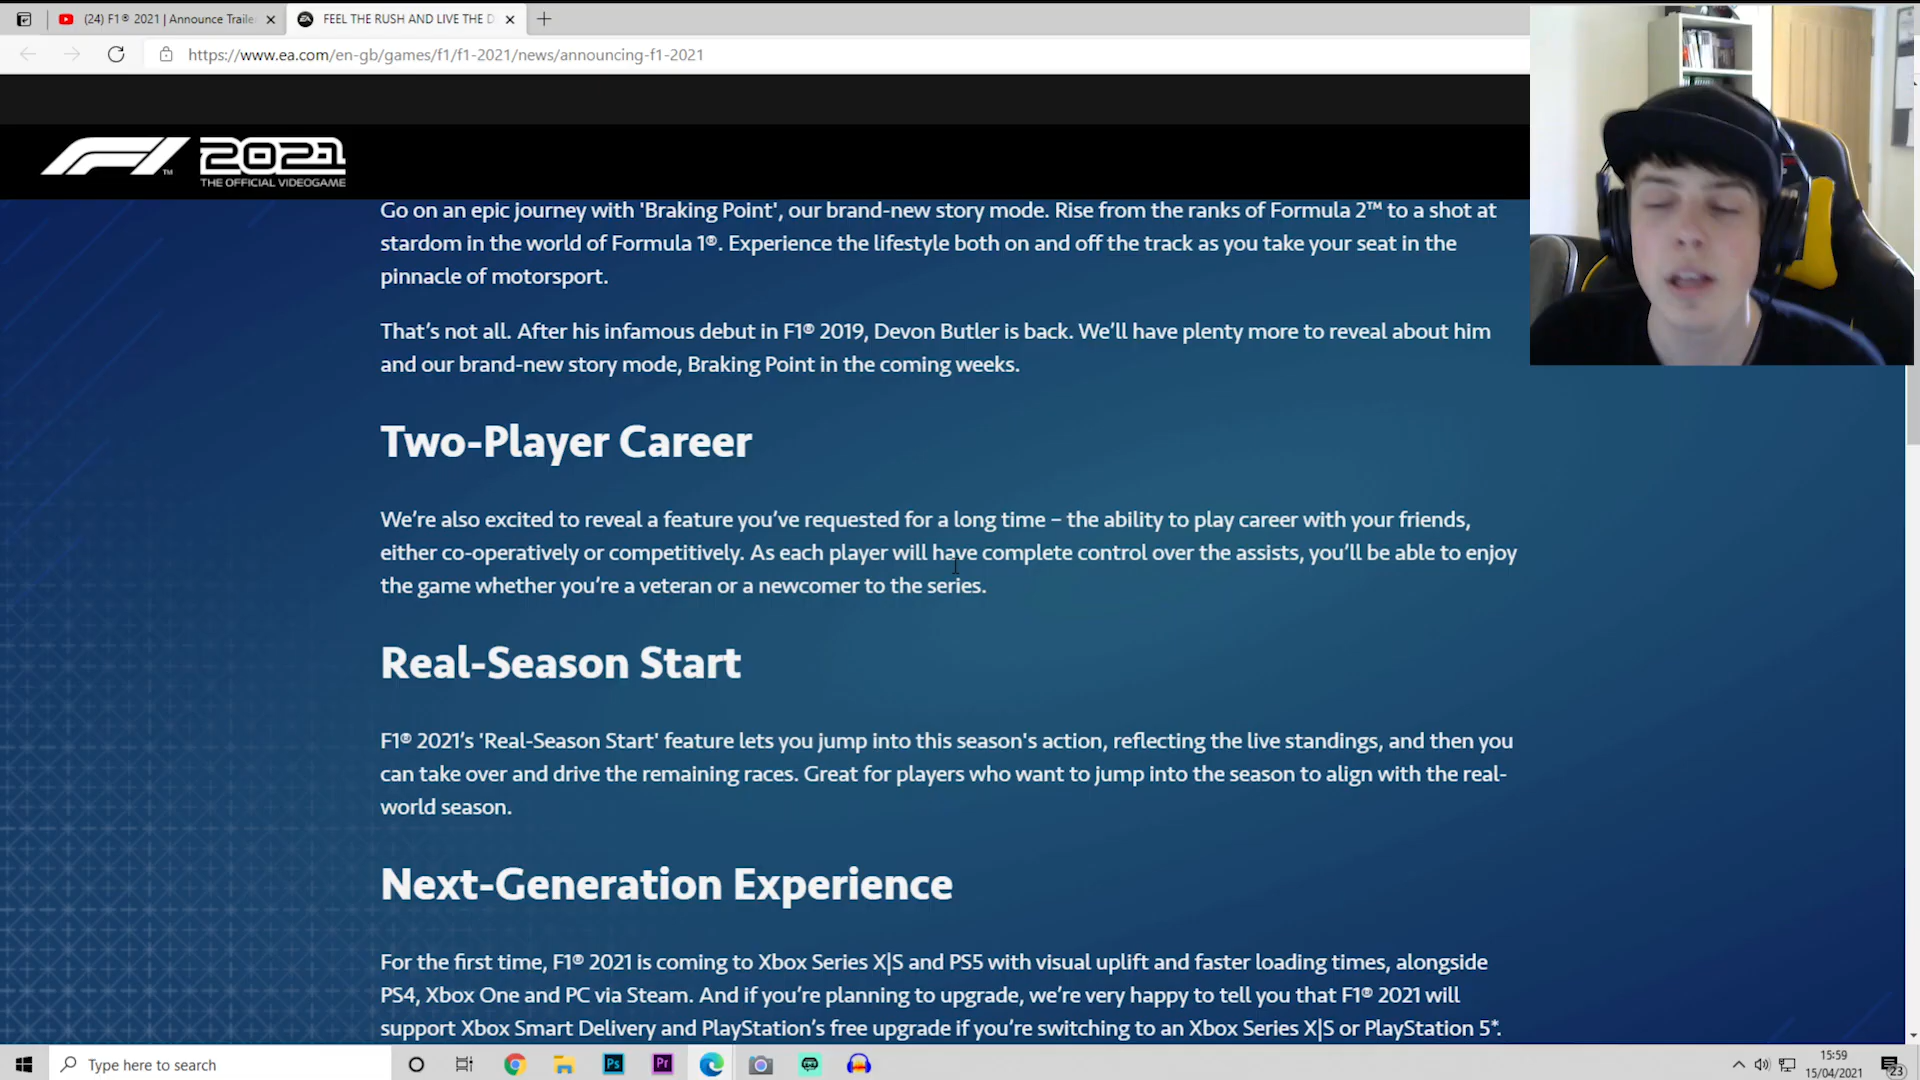 (24) F1® 2021 | Announce Traile
FEEL THE RUSH AND LIVE THE D
https://www.ea.com/en-gb/games/f1/f1-2021/news/announcing-f1-2021
F1™ 2021
THE OFFICIAL VIDEOGAME
Go on an epic journey with 'Braking Point', our brand-new story mode. Rise from the ranks of Formula 2™ to a shot at
stardom in the world of Formula 1®. Experience the lifestyle both on and off the track as you take your seat in the
pinnacle of motorsport.
That’s not all. After his infamous debut in F1® 2019, Devon Butler is back. We’ll have plenty more to reveal about him
and our brand-new story mode, Braking Point in the coming weeks.
Two-Player Career
We’re also excited to reveal a feature you’ve requested for a long time – the ability to play career with your friends,
either co-operatively or competitively. As each player will have complete control over the assists, you’ll be able to enjoy
the game whether you’re a veteran or a newcomer to the series.
Real-Season Start
F1® 2021’s 'Real-Season Start' feature lets you jump into this season's action, reflecting the live standings, and then you
can take over and drive the remaining races. Great for players who want to jump into the season to align with the real-
world season.
Next-Generation Experience
For the first time, F1® 2021 is coming to Xbox Series X|S and PS5 with visual uplift and faster loading times, alongside
PS4, Xbox One and PC via Steam. And if you’re planning to upgrade, we’re very happy to tell you that F1® 2021 will
support Xbox Smart Delivery and PlayStation’s free upgrade if you’re switching to an Xbox Series X|S or PlayStation 5*.
Type here to search
Ps
Pr
15:59
15/04/2021
23